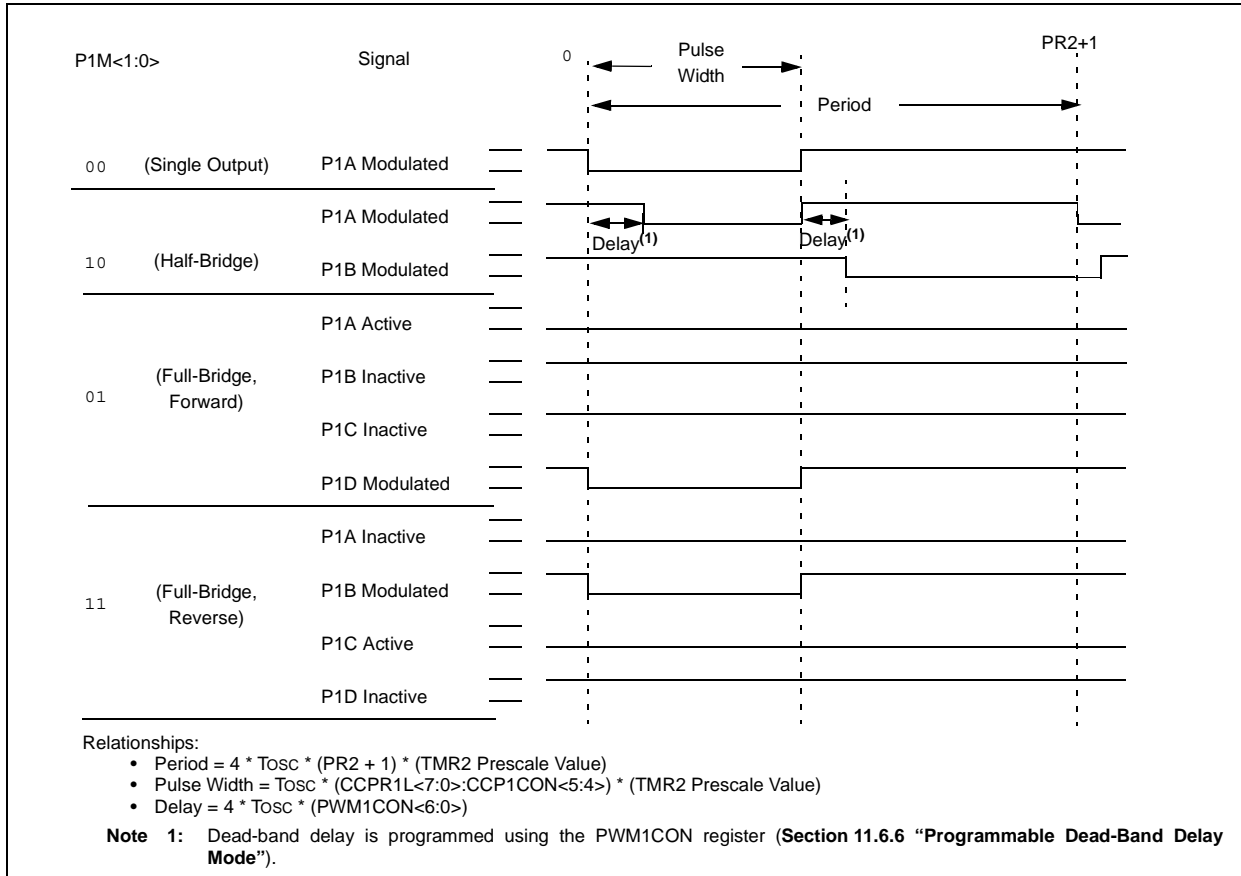 P1M<1:0>
Signal
0
Pulse
Width
PR2+1
Period
00
(Single Output)
P1A Modulated
10
(Half-Bridge)
P1A Modulated
Delay(1)
Delay(1)
P1B Modulated
01
(Full-Bridge,
Forward)
P1A Active
P1B Inactive
P1C Inactive
P1D Modulated
11
(Full-Bridge,
Reverse)
P1A Inactive
P1B Modulated
P1C Active
P1D Inactive
Relationships:
• Period = 4 * TOSC * (PR2 + 1) * (TMR2 Prescale Value)
• Pulse Width = TOSC * (CCPR1L<7:0>:CCP1CON<5:4>) * (TMR2 Prescale Value)
• Delay = 4 * TOSC * (PWM1CON<6:0>)
Note 1: Dead-band delay is programmed using the PWM1CON register (Section 11.6.6 “Programmable Dead-Band Delay
Mode”).